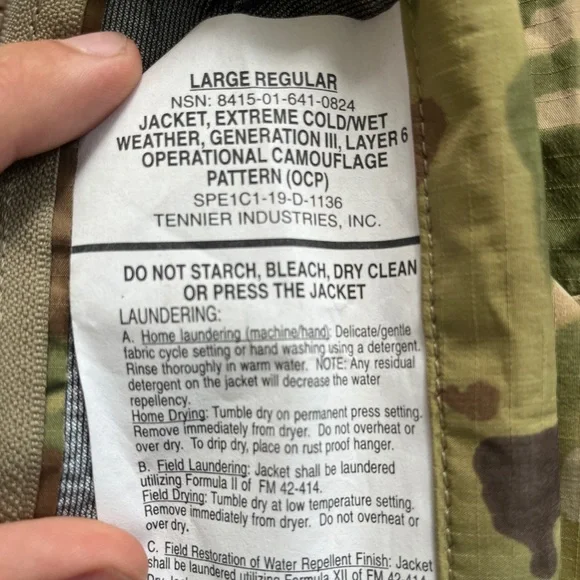 LARGE REGULAR
NSN: 8415-01-641-0824
JACKET, EXTREME COLD/WET
WEATHER, GENERATION III, LAYER 6
OPERATIONAL CAMOUFLAGE
PATTERN (OCP)
SPE1C1-19-D-1136
TENNIER INDUSTRIES, INC.
DO NOT STARCH, BLEACH, DRY CLEAN
OR PRESS THE JACKET
LAUNDERING:
A. Home laundering (machine/hand): Delicate/gentle
fabric cycle setting or hand washing using a detergent.
Rinse thoroughly in warm water. NOTE: Any residual
detergent on the jacket will decrease the water
repellency.
Home Drying: Tumble dry on permanent press setting.
Remove immediately from dryer. Do not overheat or
over dry. To drip dry, place on rust proof hanger.
B. Field Laundering: Jacket shall be laundered
utilizing Formula II of FM 42-414.
Field Drying: Tumble dry at low temperature setting.
Remove immediately from dryer. Do not overheat or
over dry.
C. Field Restoration of Water Repellent Finish: Jacket
shall be laundered utilizing Formula XII of FM 42-414